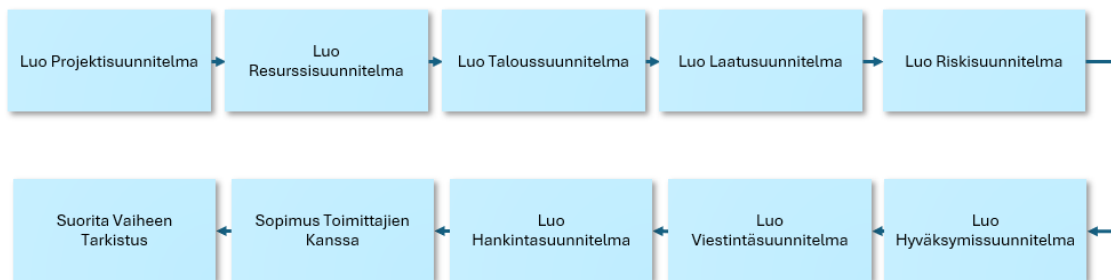 Luo Projektisuunnitelma
Luo
Resurssisuunnitelma
Luo Taloussuunnitelma
Luo Laatusuunnitelma
Luo Riskisuunnitelma
Suorita Vaiheen
Tarkistus
Sopimus Toimittajien
Kanssa
Luo
Hankintasuunnitelma
Luo
Viestintäsuunnitelma
Luo
Hyväksymissuunnitelma